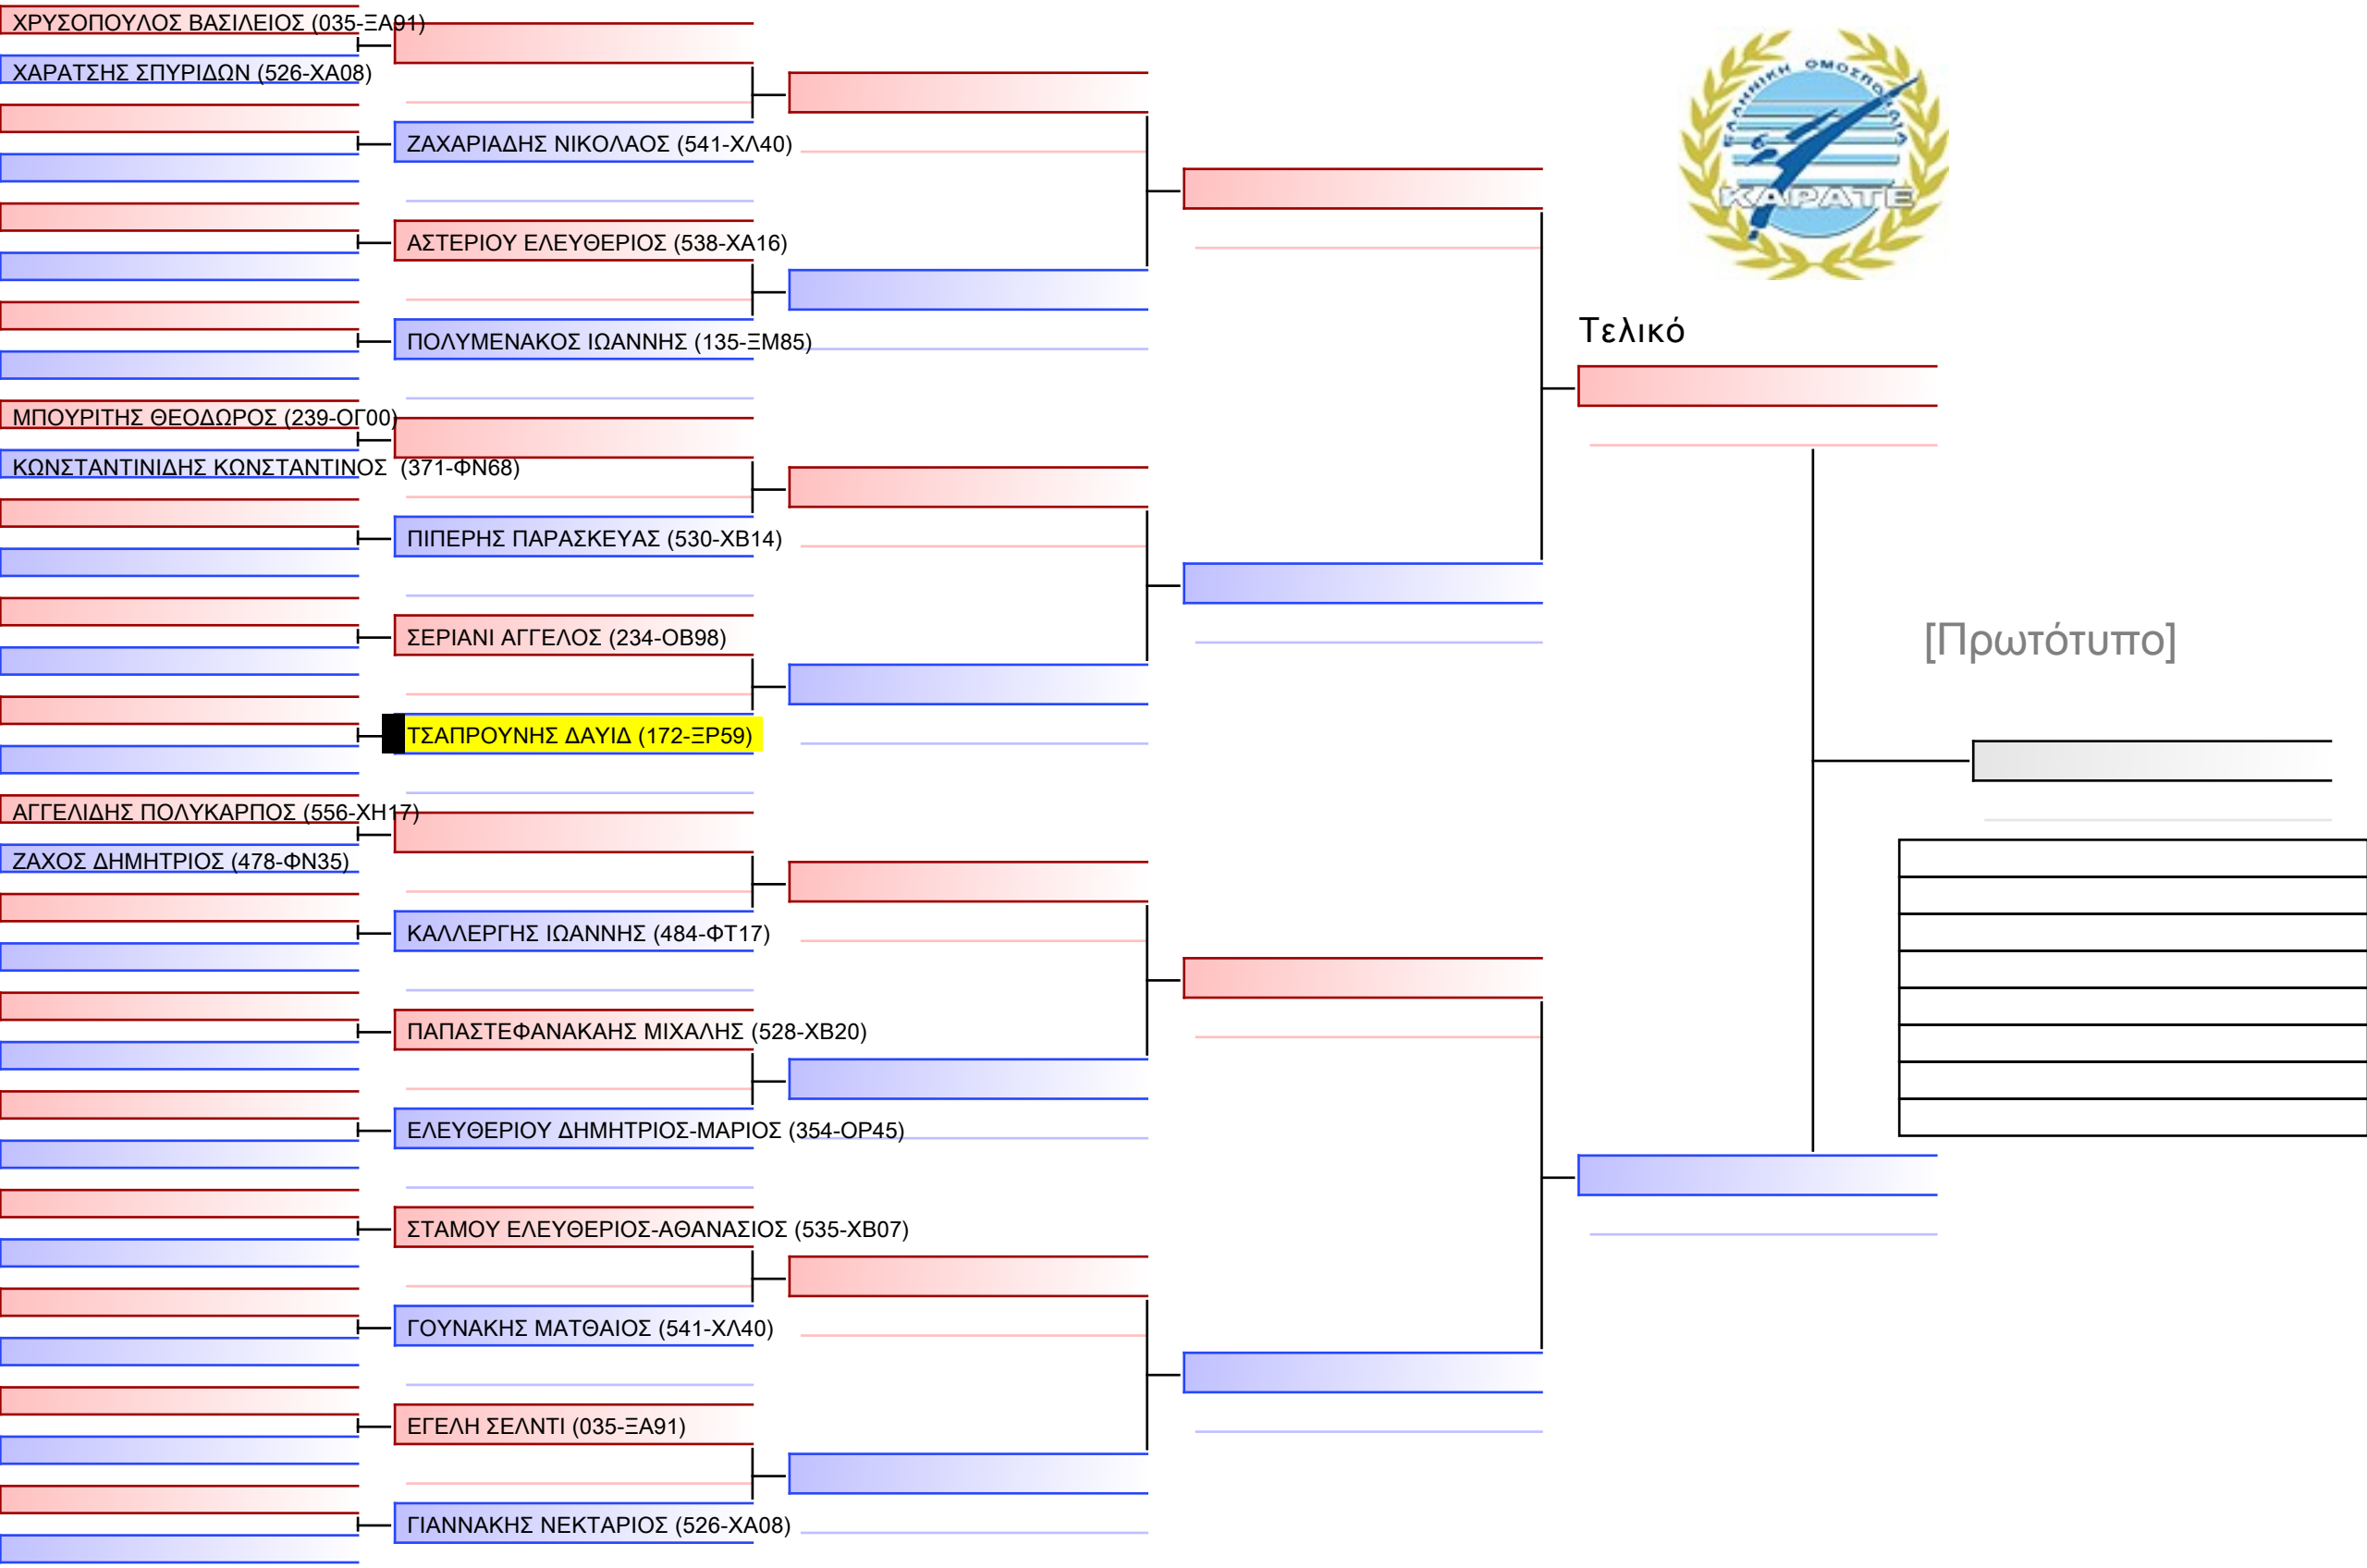 ΧΡΥΣΟΠΟΥΛΟΣ ΒΑΣΙΛΕΙΟΣ (035-ΞΑ91)
ΧΑΡΑΤΣΗΣ ΣΠΥΡΙΔΩΝ (526-ΧΑ08)
ΖΑΧΑΡΙΑΔΗΣ ΝΙΚΟΛΑΟΣ (541-ΧΛ40)
ΑΣΤΕΡΙΟΥ ΕΛΕΥΘΕΡΙΟΣ (538-ΧΑ16)
ΠΟΛΥΜΕΝΑΚΟΣ ΙΩΑΝΝΗΣ (135-ΞΜ85)
ΜΠΟΥΡΙΤΗΣ ΘΕΟΔΩΡΟΣ (239-ΟΓ00)
ΚΩΝΣΤΑΝΤΙΝΙΔΗΣ ΚΩΝΣΤΑΝΤΙΝΟΣ (371-ΦΝ68)
ΠΙΠΕΡΗΣ ΠΑΡΑΣΚΕΥΑΣ (530-ΧΒ14)
ΣΕΡΙΑΝΙ ΑΓΓΕΛΟΣ (234-ΟΒ98)
ΤΣΑΠΡΟΥΝΗΣ ΔΑΥΙΔ (172-ΞΡ59)
ΑΓΓΕΛΙΔΗΣ ΠΟΛΥΚΑΡΠΟΣ (556-ΧΗ17)
ΖΑΧΟΣ ΔΗΜΗΤΡΙΟΣ (478-ΦΝ35)
ΚΑΛΛΕΡΓΗΣ ΙΩΑΝΝΗΣ (484-ΦΤ17)
ΠΑΠΑΣΤΕΦΑΝΑΚΑΗΣ ΜΙΧΑΛΗΣ (528-ΧΒ20)
ΕΛΕΥΘΕΡΙΟΥ ΔΗΜΗΤΡΙΟΣ-ΜΑΡΙΟΣ (354-ΟΡ45)
ΣΤΑΜΟΥ ΕΛΕΥΘΕΡΙΟΣ-ΑΘΑΝΑΣΙΟΣ (535-ΧΒ07)
ΓΟΥΝΑΚΗΣ ΜΑΤΘΑΙΟΣ (541-ΧΛ40)
ΕΓΕΛΗ ΣΕΛΝΤΙ (035-ΞΑ91)
ΓΙΑΝΝΑΚΗΣ ΝΕΚΤΑΡΙΟΣ (526-ΧΑ08)
ΕΛΛΗΝΙΚΗ ΟΜΟΣΠΟΝΔΙΑ
ΚΑΡΑΤΕ
Τελικό
[Πρωτότυπο]